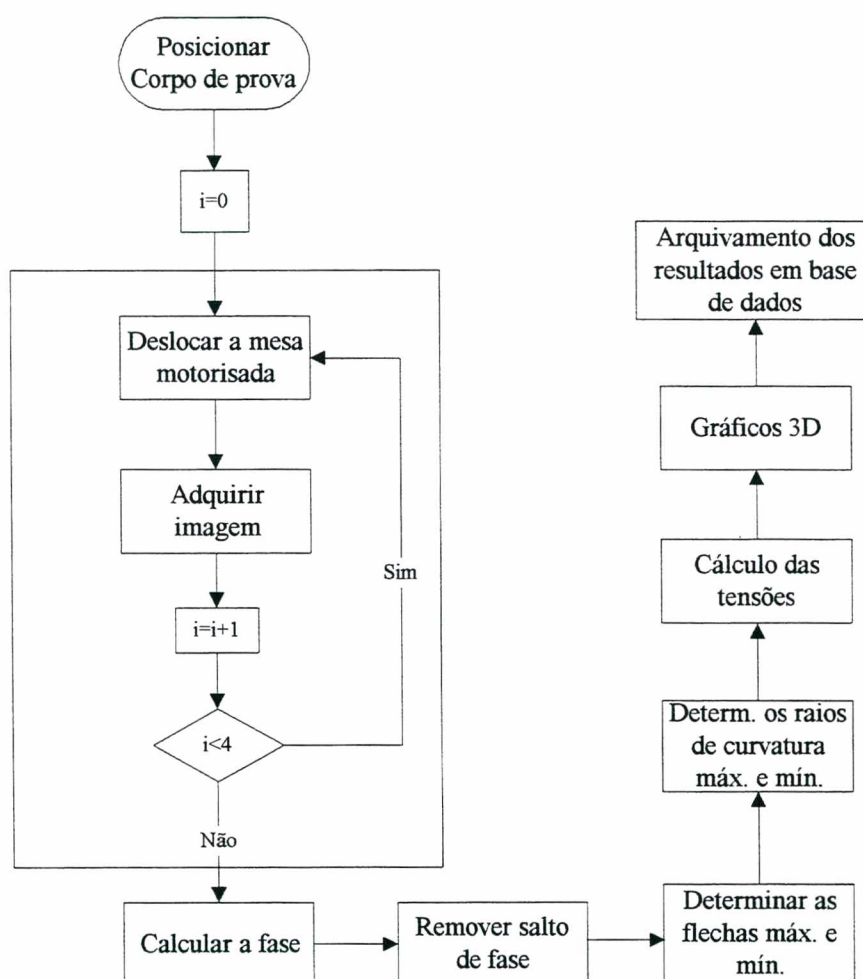 Posicionar
Corpo de prova
i=0
Deslocar a mesa
motorisada
Adquirir
imagem
i=i+1
i<4
Sim
Não
Calcular a fase
Remover salto
de fase
Determinar as
flechas máx. e
mín.
Determ. os raios
de curvatura
máx. e mín.
Cálculo das
tensões
Gráficos 3D
Arquivamento dos
resultados em base
de dados